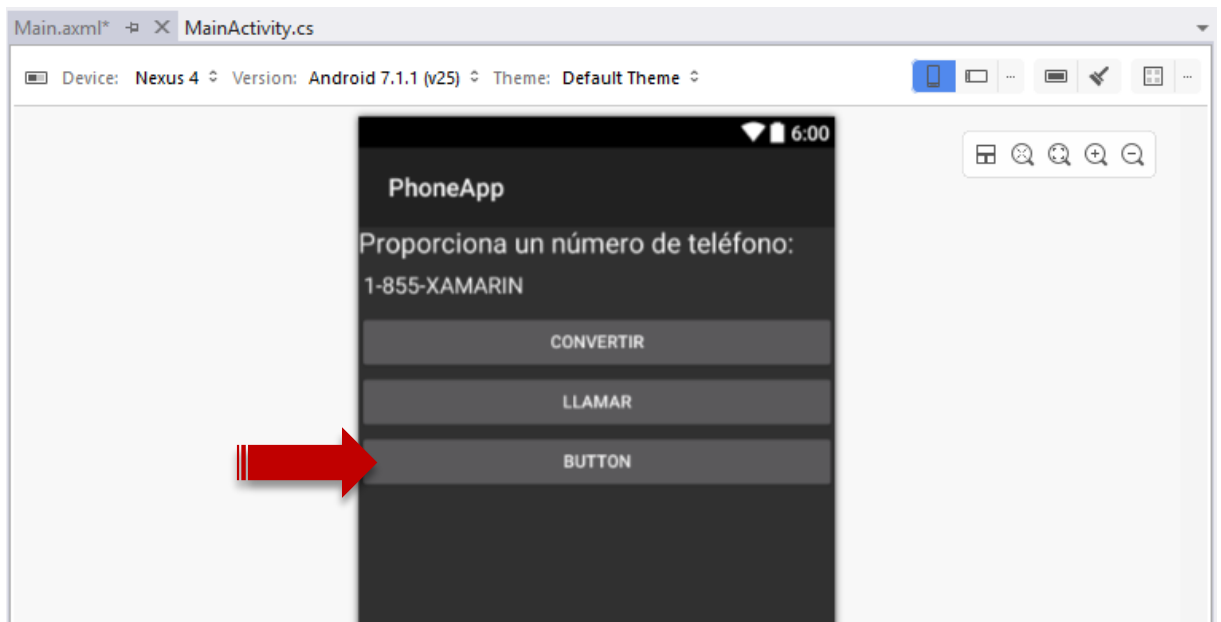 Main.axml* MainActivity.cs
Device: Nexus 4 Version: Android 7.1.1 (v25) Theme: Default Theme
6:00
PhoneApp
Proporciona un número de teléfono:
1-855-XAMARIN
CONVERTIR
LLAMAR
BUTTON